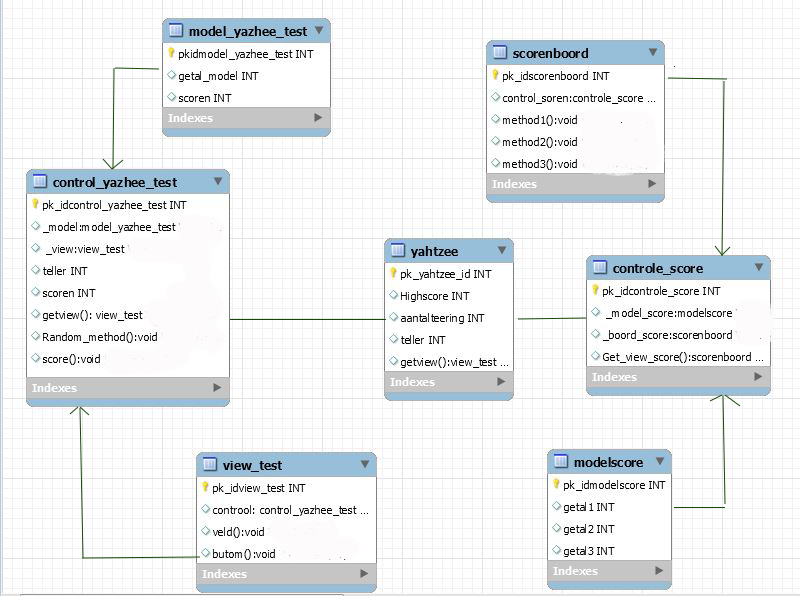 model_yazhee_test
pkidmodel_yazhee_test INT
getal_model INT
scoren INT
Indexes
scorenboord
pk_idscorenboord INT
control_soren:controle_score ...
method1():void
method2():void
method3():void
Indexes
control_yazhee_test
pk_idcontrol_yazhee_test INT
_model:model_yazhee_test
_view:view_test
teller INT
scoren INT
getview(): view_test
Random_method():void
score():void
Indexes
yahtzee
pk_yahtzee_id INT
Highscore INT
aantalteering INT
teller INT
getview():view_test ...
Indexes
controle_score
pk_idcontrole_score INT
_model_score:modelscore
_boord_score:scorenboord
Get_view_score():scorenboord ...
Indexes
view_test
pk_idview_test INT
controol: control_yazhee_test ...
veld():void
butom():void
Indexes
modelscore
pk_idmodelscore INT
getal1 INT
getal2 INT
getal3 INT
Indexes